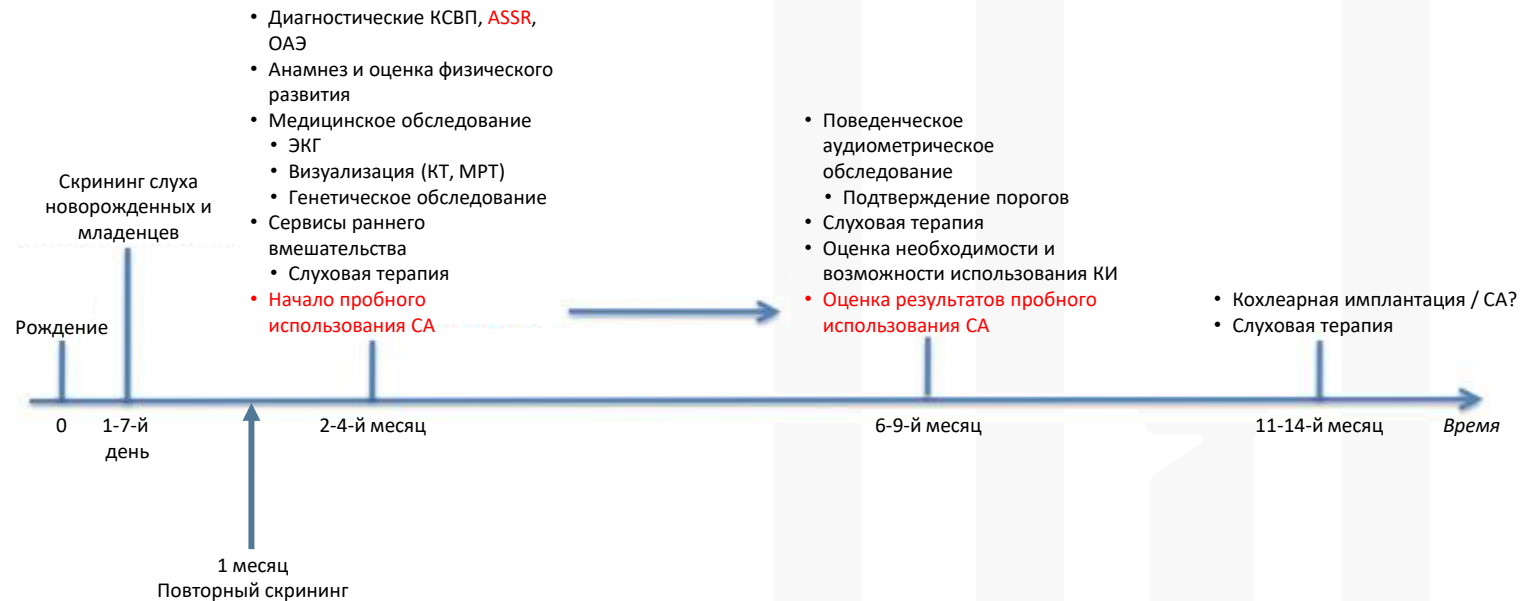 • Диагностические КСВП, ASSR,
ОАЭ
• Анамнез и оценка физического
развития
• Медицинское обследование
• ЭКГ
• Визуализация (КТ, МРТ)
• Генетическое обследование
• Сервисы раннего
вмешательства
• Слуховая терапия
• Начало пробного
использования СА
Скрининг слуха
новорожденных и
младенцев
Рождение
• Поведенческое
аудиометрическое
обследование
• Подтверждение порогов
• Слуховая терапия
• Оценка необходимости и
возможности использования КИ
• Оценка результатов пробного
использования СА
• Кохлеарная имплантация / СА?
• Слуховая терапия
0
1-7-й
день
2-4-й месяц
6-9-й месяц
11-14-й месяц
Время
1 месяц
Повторный скрининг